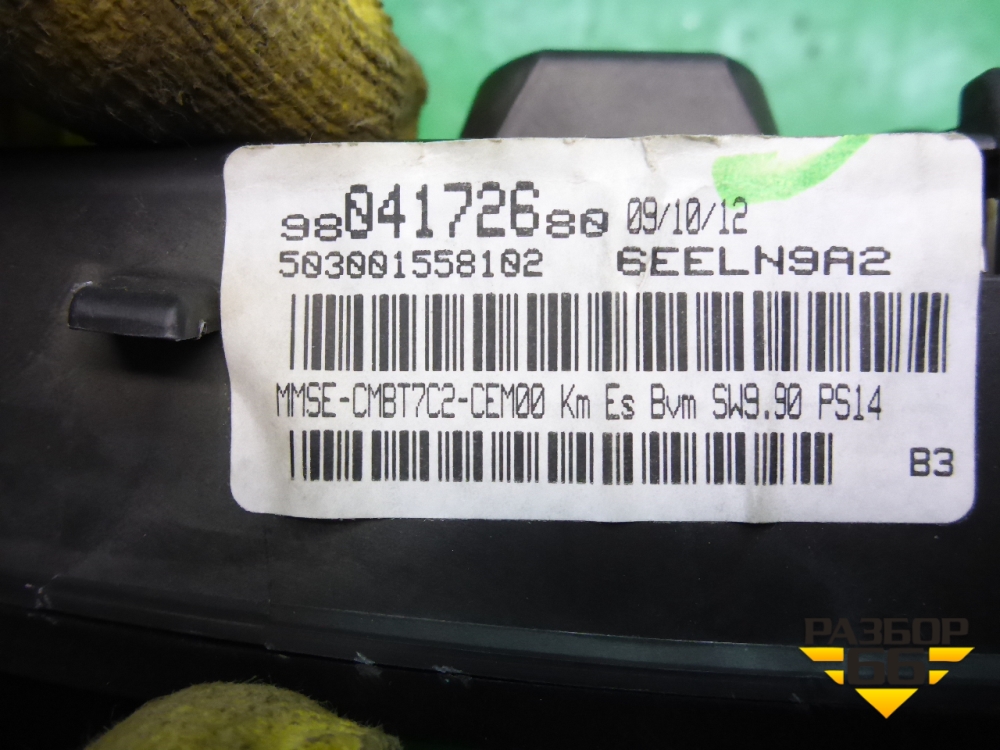 9804172680 09/10/12
503001558102 6EELN9A2
MMSE-CMBT7C2-CEM00 Km Es Bvm SW9.90 PS14
B3
РАЗБОР
66